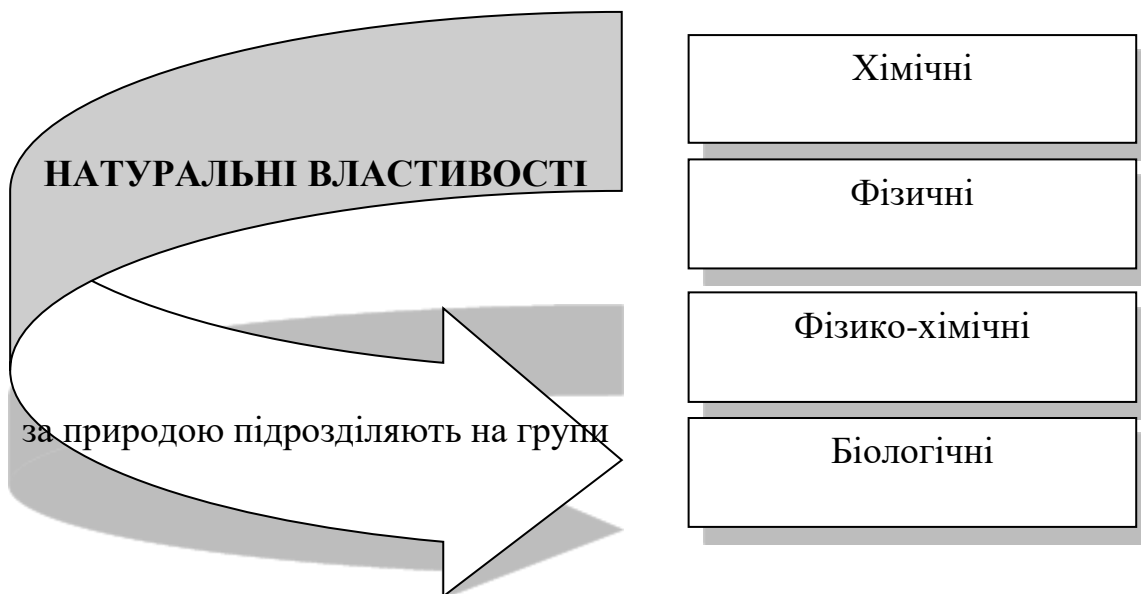 НАТУРАЛЬНІ ВЛАСТИВОСТІ
за природою підрозділяють на групи
Хімічні
Фізичні
Фізико-хімічні
Біологічні